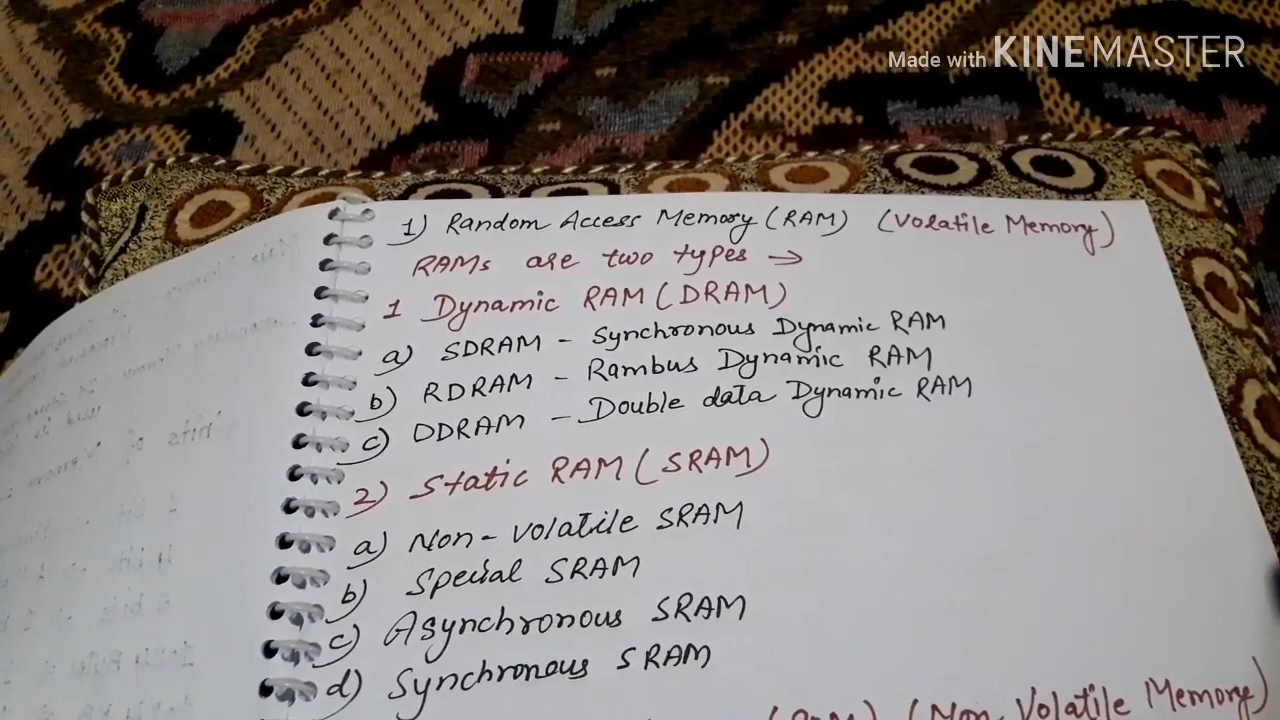 Made with KINEMASTER
1) Random Access Memory (RAM) (Volatile Memory)
RAMs are two types →
1 Dynamic RAM (DRAM)
a) SDRAM - Synchronous Dynamic RAM
b) RDRAM - Rambus Dynamic RAM
c) DDRAM - Double data Dynamic RAM
2) Static RAM (SRAM)
a) Non-volatile SRAM
b) Special SRAM
c) Asynchronous SRAM
d) Synchronous SRAM
(Non Volatile Memory)